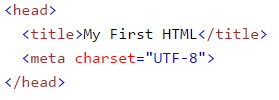 <head>
  <title>My First HTML</title>
  <meta charset="UTF-8">
</head>